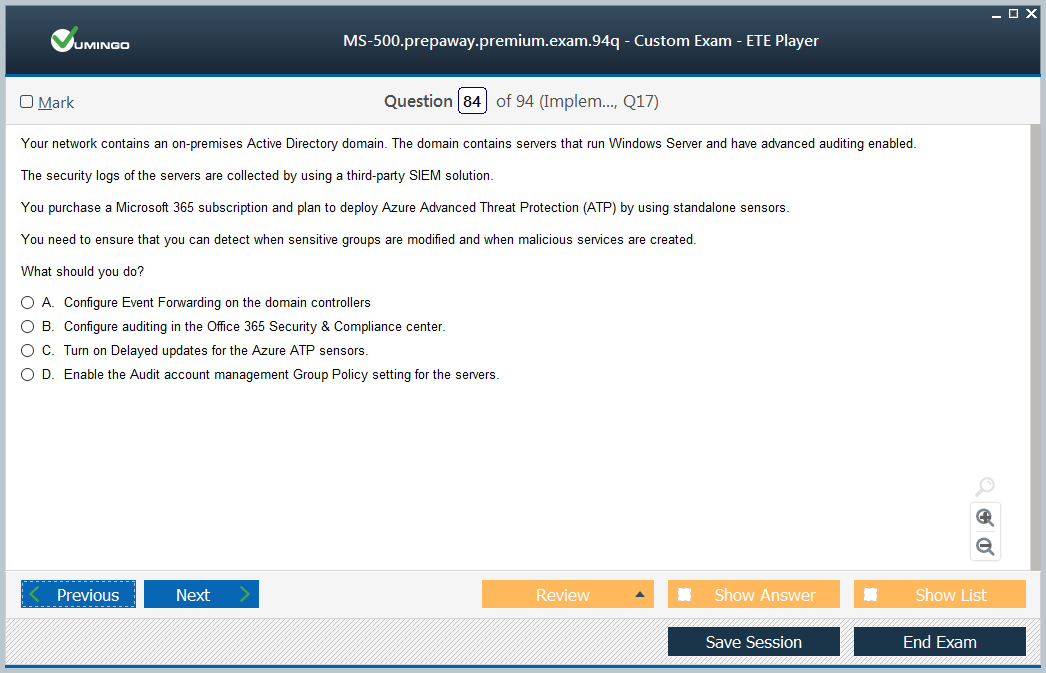 VUMINGO
MS-500.prepaway.premium.exam.94q - Custom Exam - ETE Player
Mark
Question 84 of 94 (Implem..., Q17)
Your network contains an on-premises Active Directory domain. The domain contains servers that run Windows Server and have advanced auditing enabled.
The security logs of the servers are collected by using a third-party SIEM solution.
You purchase a Microsoft 365 subscription and plan to deploy Azure Advanced Threat Protection (ATP) by using standalone sensors.
You need to ensure that you can detect when sensitive groups are modified and when malicious services are created.
What should you do?
A. Configure Event Forwarding on the domain controllers
B. Configure auditing in the Office 365 Security & Compliance center.
C. Turn on Delayed updates for the Azure ATP sensors.
D. Enable the Audit account management Group Policy setting for the servers.
Previous Next Review Show Answer Show List
Save Session End Exam